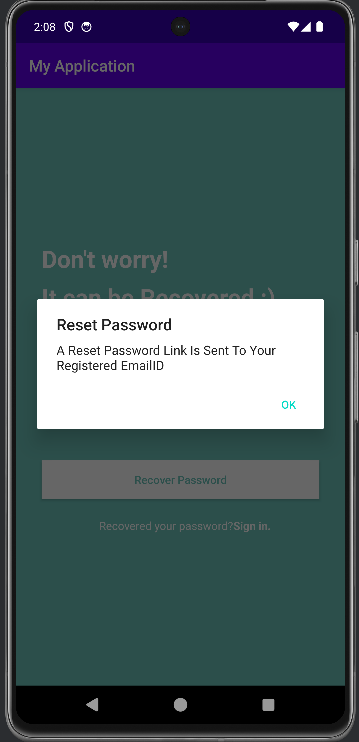 2:08
My Application
Don't worry!
It can be Recovered :)
Reset Password
A Reset Password Link Is Sent To Your
Registered EmailID
OK
Recover Password
Recovered your password?Sign in.